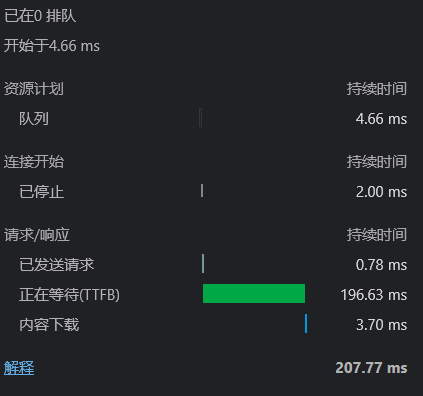 已在0 排队
开始于4.66 ms
资源计划 持续时间
队列 4.66 ms
连接开始 持续时间
已停止 2.00 ms
请求/响应 持续时间
已发送请求 0.78 ms
正在等待(TTFB) 196.63 ms
内容下载 3.70 ms
解释 207.77 ms